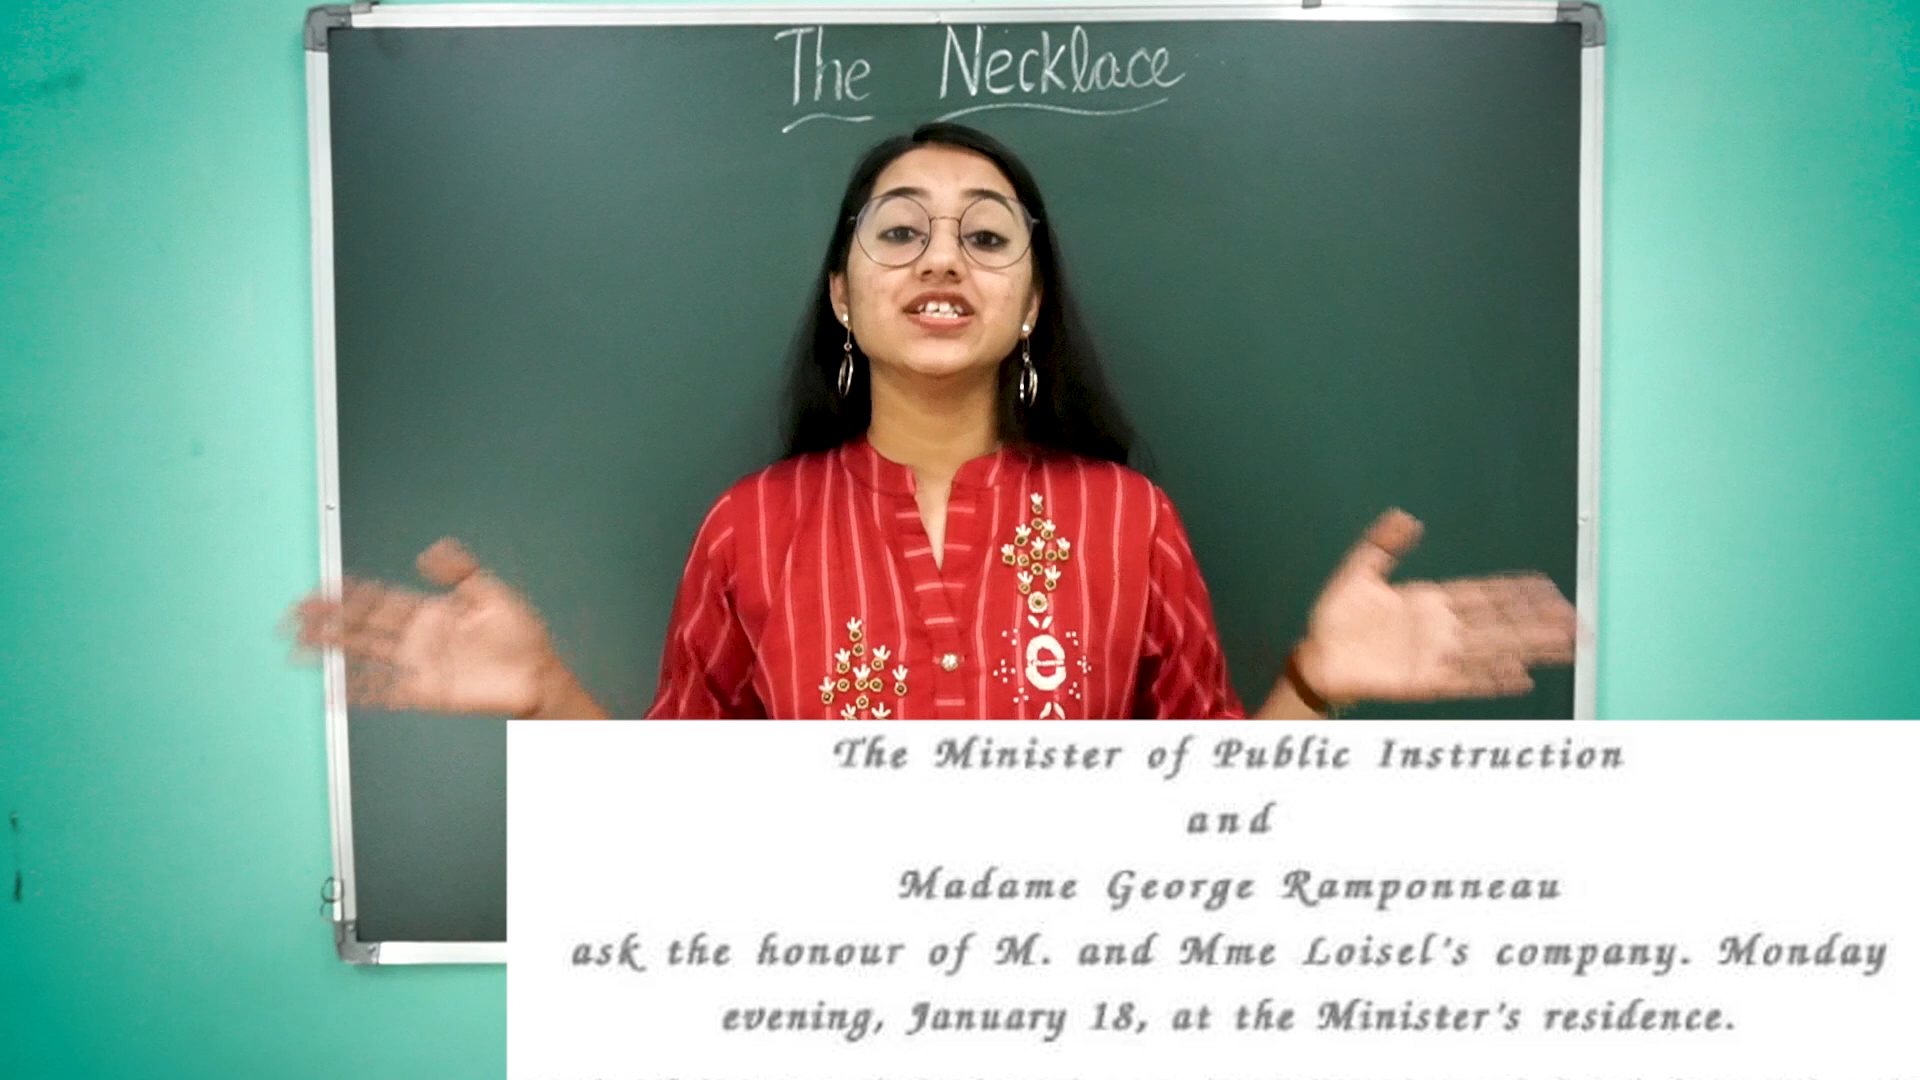 The Necklace
The Minister of Public Instruction
and
Madame George Ramponneau
ask the honour of M. and Mme Loisel's company. Monday
evening, January 18, at the Minister's residence.